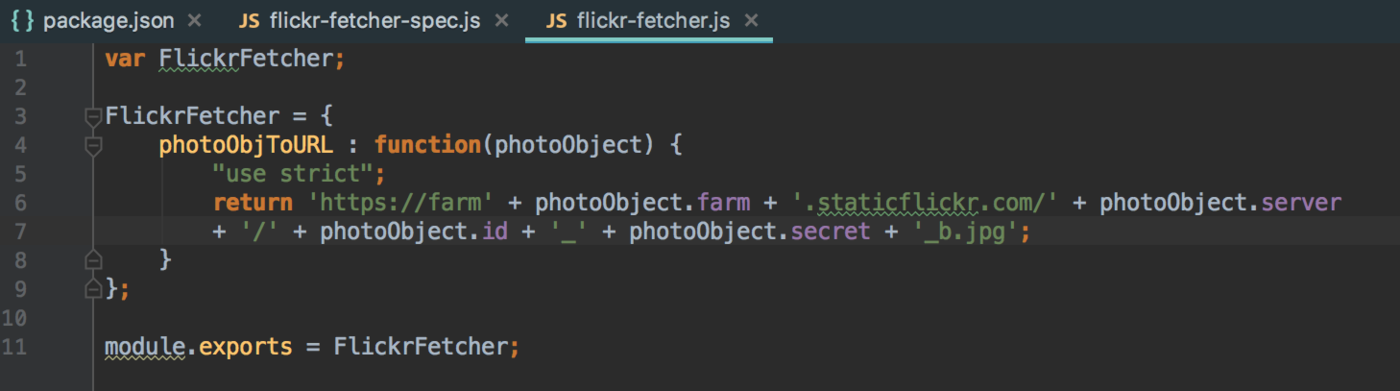 { } package.json × JS flickr-fetcher-spec.js × JS flickr-fetcher.js ×
1 var FlickrFetcher;
2
3 FlickrFetcher = {
4     photoObjToURL : function(photoObject) {
5         "use strict";
6         return 'https://farm' + photoObject.farm + '.staticflickr.com/' + photoObject.server
7         + '/' + photoObject.id + '_' + photoObject.secret + '_b.jpg';
8     }
9 };
10
11 module.exports = FlickrFetcher;